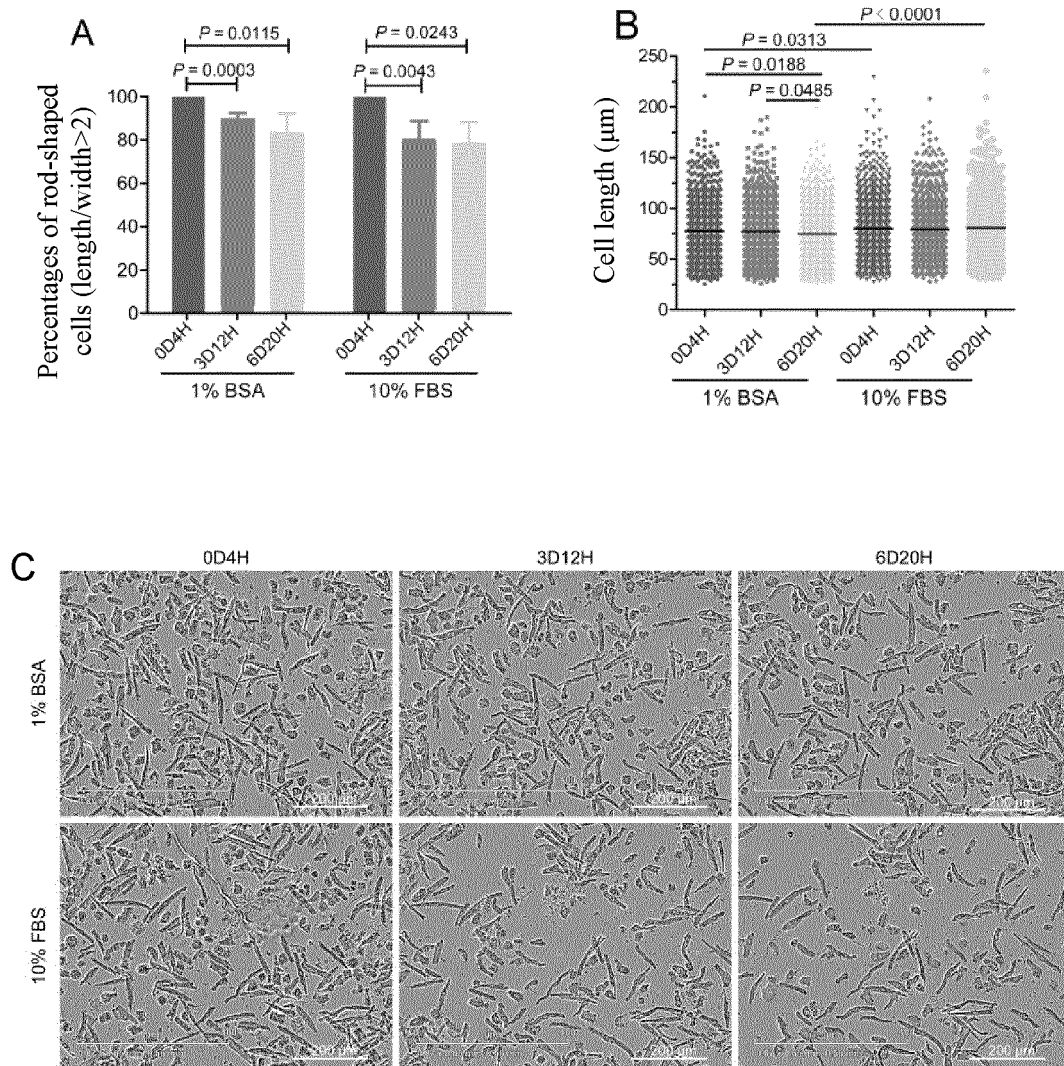 A
P = 0.0115
P = 0.0003
P = 0.0243
P = 0.0043
Percentages of rod-shaped
cells (length/width>2)
100
80
60
40
20
0
0D4H
3D12H
6D20H
0D4H
3D12H
6D20H
1% BSA
10% FBS
B
P < 0.0001
P = 0.0313
P = 0.0188
P = 0.0485
Cell length (μm)
250
200
150
100
50
0
0D4H
3D12H
6D20H
0D4H
3D12H
6D20H
1% BSA
10% FBS
C
0D4H
3D12H
6D20H
1% BSA
200 μm
200 μm
200 μm
10% FBS
200 μm
200 μm
200 μm